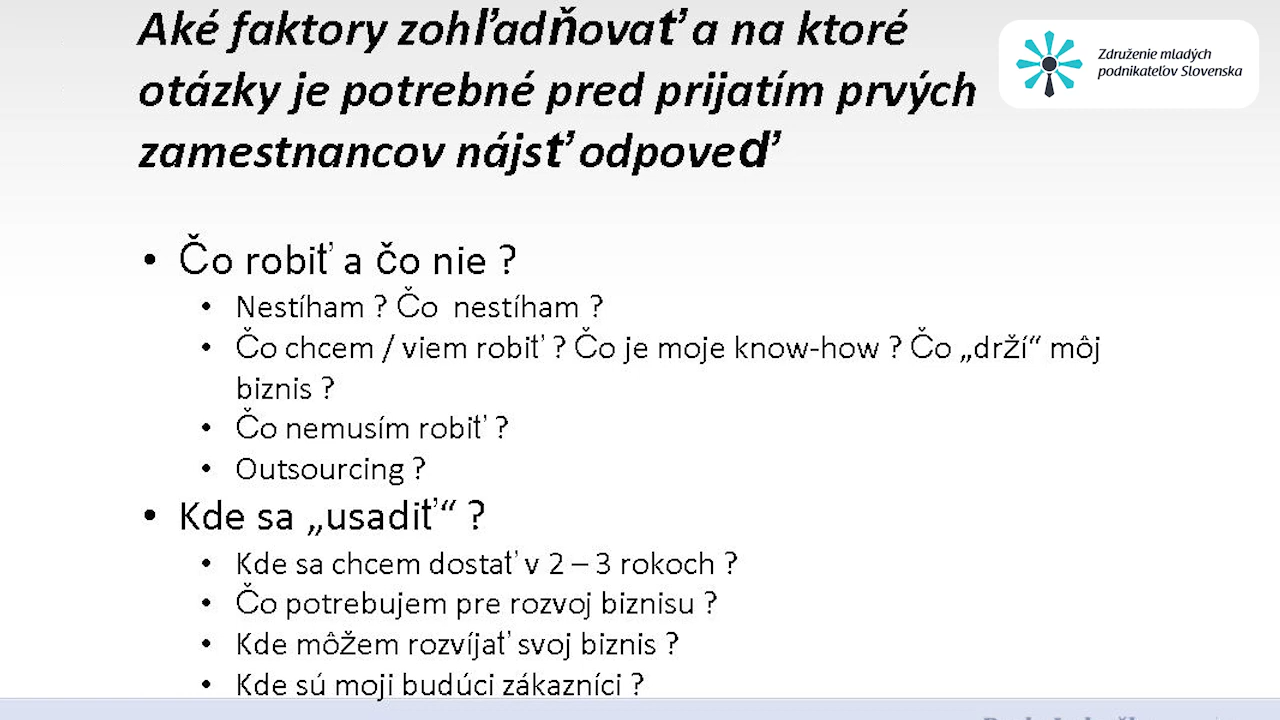 Aké faktory zohľadňovať a na ktoré
otázky je potrebné pred prijatím prvých
zamestnancov nájsť odpoveď
Združenie mladých
podnikateľov Slovenska
• Čo robiť a čo nie ?
• Nestíham ? Čo nestíham ?
• Čo chcem / viem robiť ? Čo je moje know-how ? Čo „drží“ môj
biznis ?
• Čo nemusím robiť ?
• Outsourcing ?
• Kde sa „usadiť“ ?
• Kde sa chcem dostať v 2 – 3 rokoch ?
• Čo potrebujem pre rozvoj biznisu ?
• Kde môžem rozvíjať svoj biznis ?
• Kde sú moji budúci zákazníci ?